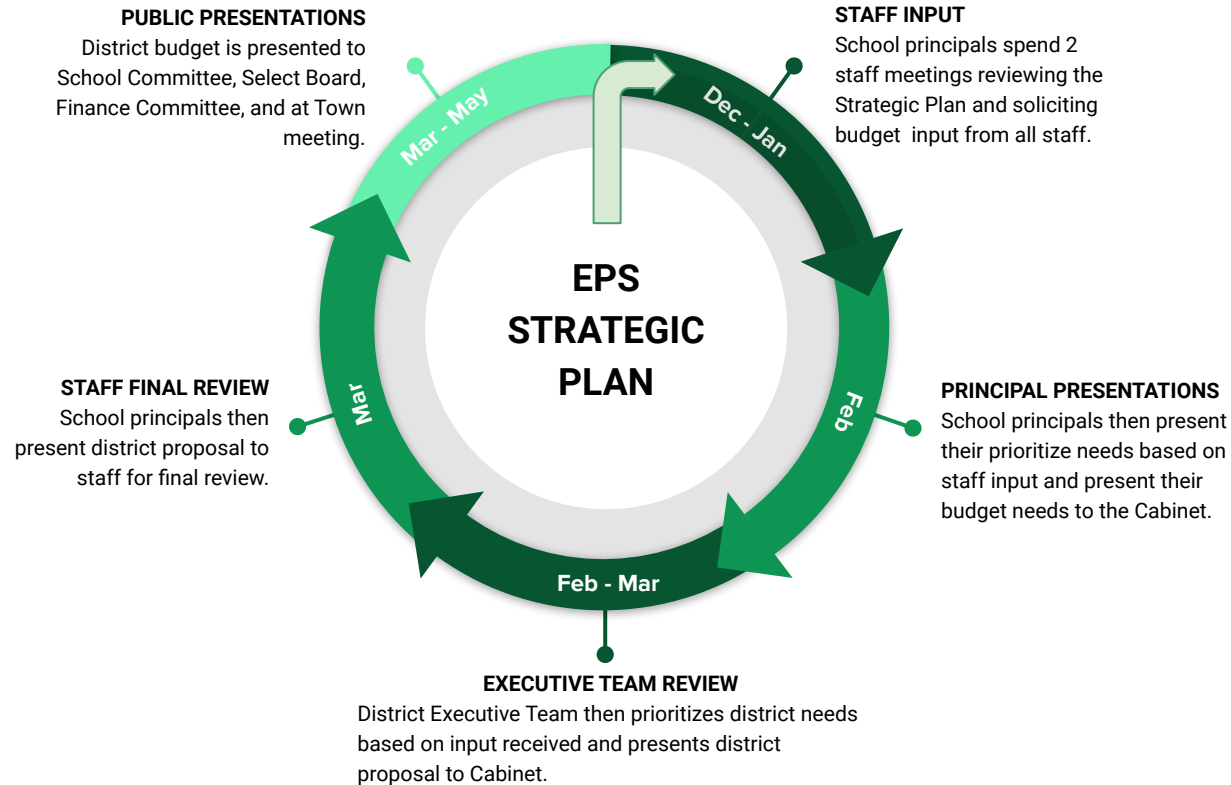 EPS
STRATEGIC
PLAN
Dec - Jan
STAFF INPUT
School principals spend 2
staff meetings reviewing the
Strategic Plan and soliciting
budget  input from all staff.
Feb
PRINCIPAL PRESENTATIONS
School principals then present
their prioritize needs based on
staff input and present their
budget needs to the Cabinet.
Feb - Mar
EXECUTIVE TEAM REVIEW
District Executive Team then prioritizes district needs
based on input received and presents district
proposal to Cabinet.
Mar
STAFF FINAL REVIEW
School principals then
present district proposal to
staff for final review.
Mar - May
PUBLIC PRESENTATIONS
District budget is presented to
School Committee, Select Board,
Finance Committee, and at Town
meeting.